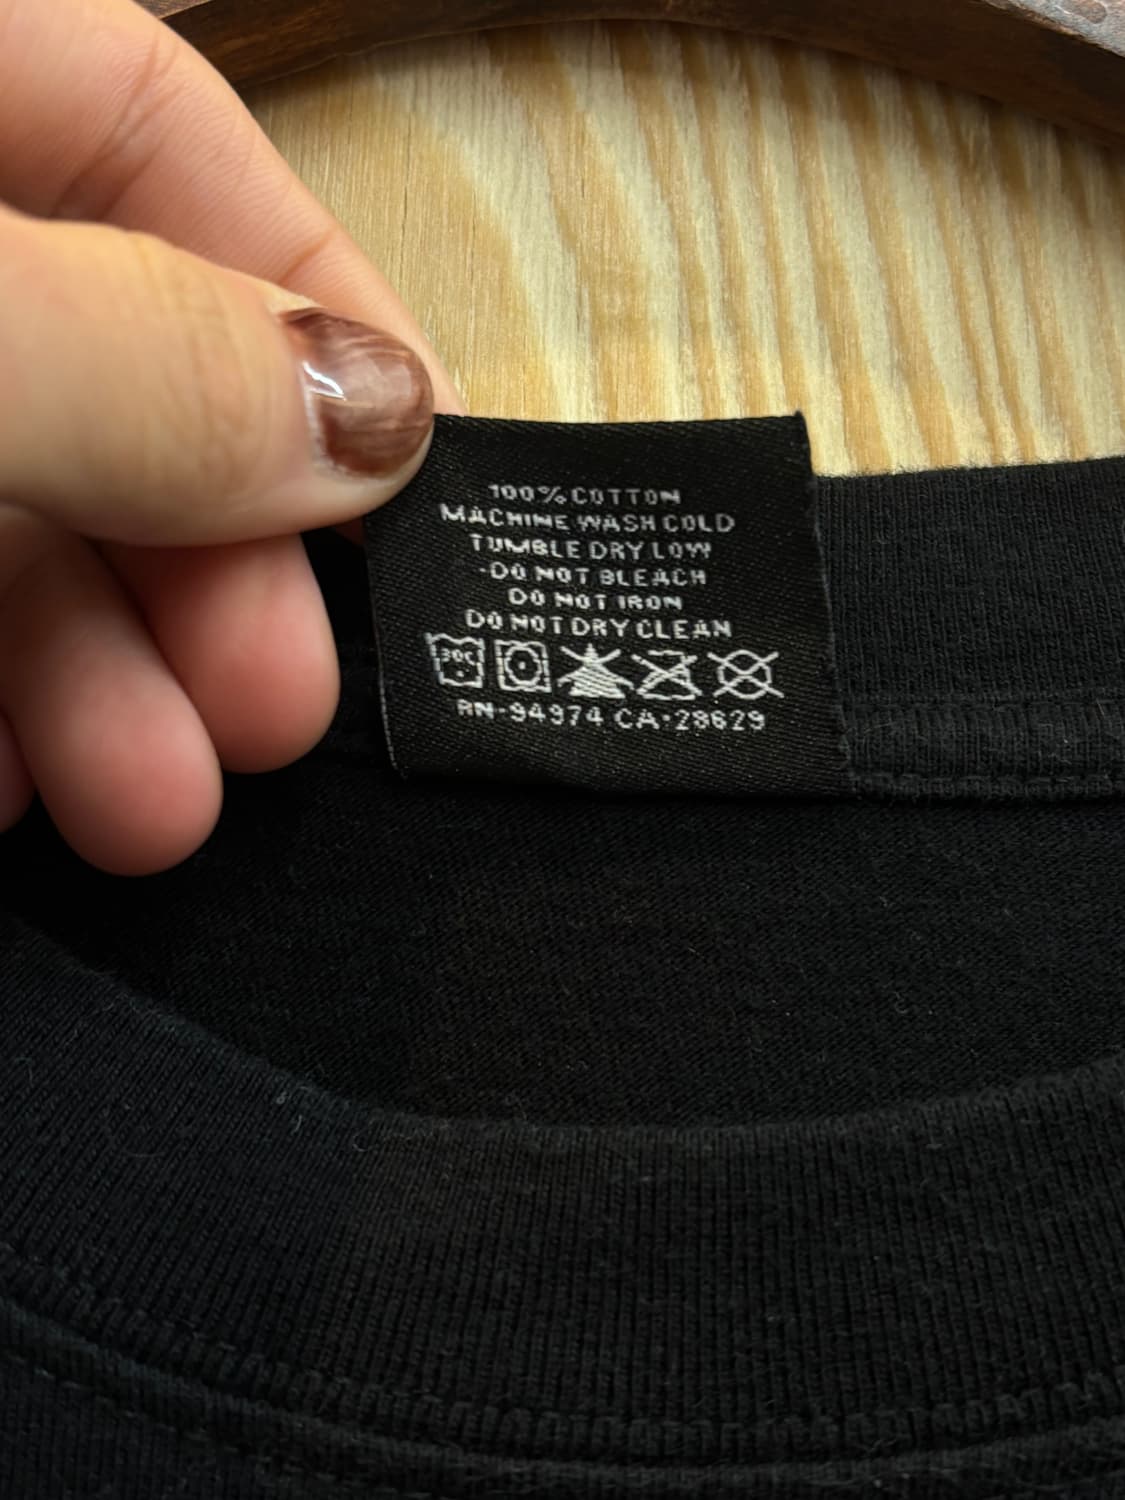 100% COTTON
MACHINE WASH COLD
TUMBLE DRY LOW
-DO NOT BLEACH
DO NOT IRON
DO NOT DRY CLEAN
30C
RN-94974 CA-28629